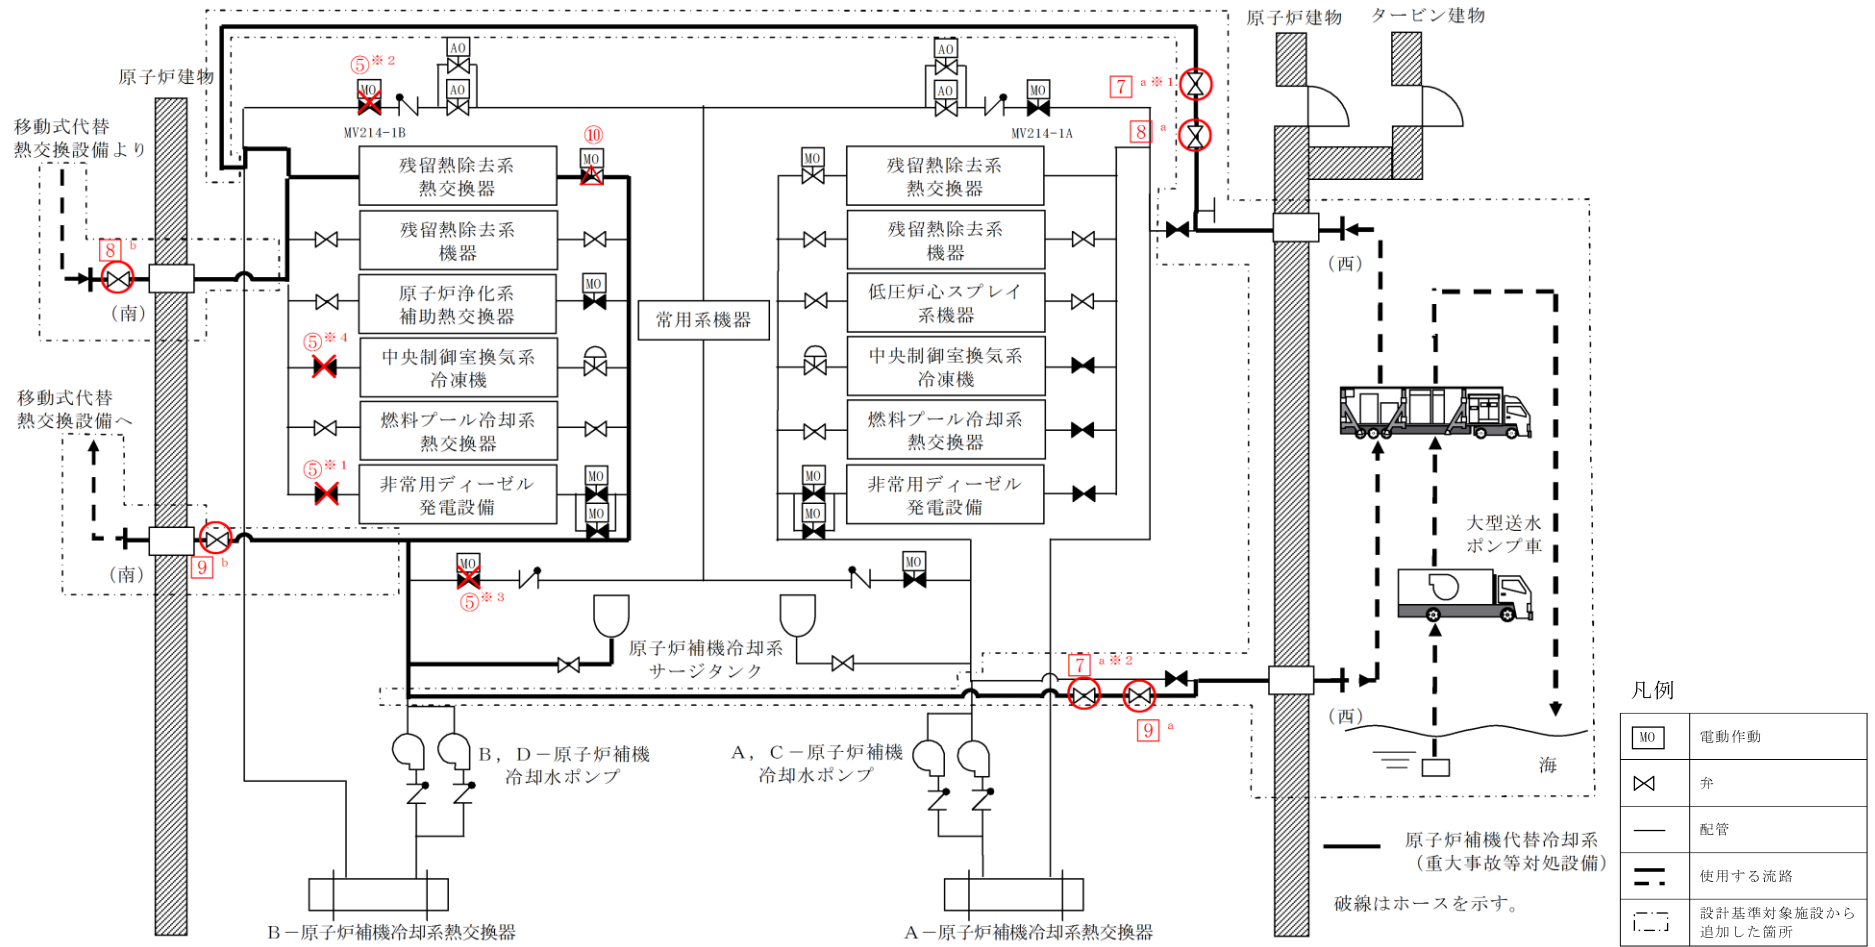 原子炉建物
タービン建物
原子炉建物
移動式代替
熱交換設備より
⑤※2
MO
AO
AO
MV214-1B
⑩
MO
AO
AO
MO
MV214-1A
7 a※1
8 a
残留熱除去系
熱交換器
残留熱除去系
機器
原子炉浄化系
補助熱交換器
MO
中央制御室換気系
冷凍機
燃料プール冷却系
熱交換器
非常用ディーゼル
発電設備
MO
MO
⑤※4
⑤※1
常用系機器
MO
残留熱除去系
熱交換器
残留熱除去系
機器
低圧炉心スプレイ
系機器
中央制御室換気系
冷凍機
燃料プール冷却系
熱交換器
非常用ディーゼル
発電設備
MO
MO
8 b
(南)
移動式代替
熱交換設備へ
(南)
9 b
MO
⑤※3
MO
原子炉補機冷却系
サージタンク
7 a※2
9 a
(西)
(西)
大型送水
ポンプ車
海
B,D-原子炉補機
冷却水ポンプ
A,C-原子炉補機
冷却水ポンプ
B-原子炉補機冷却系熱交換器
A-原子炉補機冷却系熱交換器
原子炉補機代替冷却系
(重大事故等対処設備)
破線はホースを示す。
凡例
MO 電動作動
弁
配管
使用する流路
設計基準対象施設から
追加した箇所